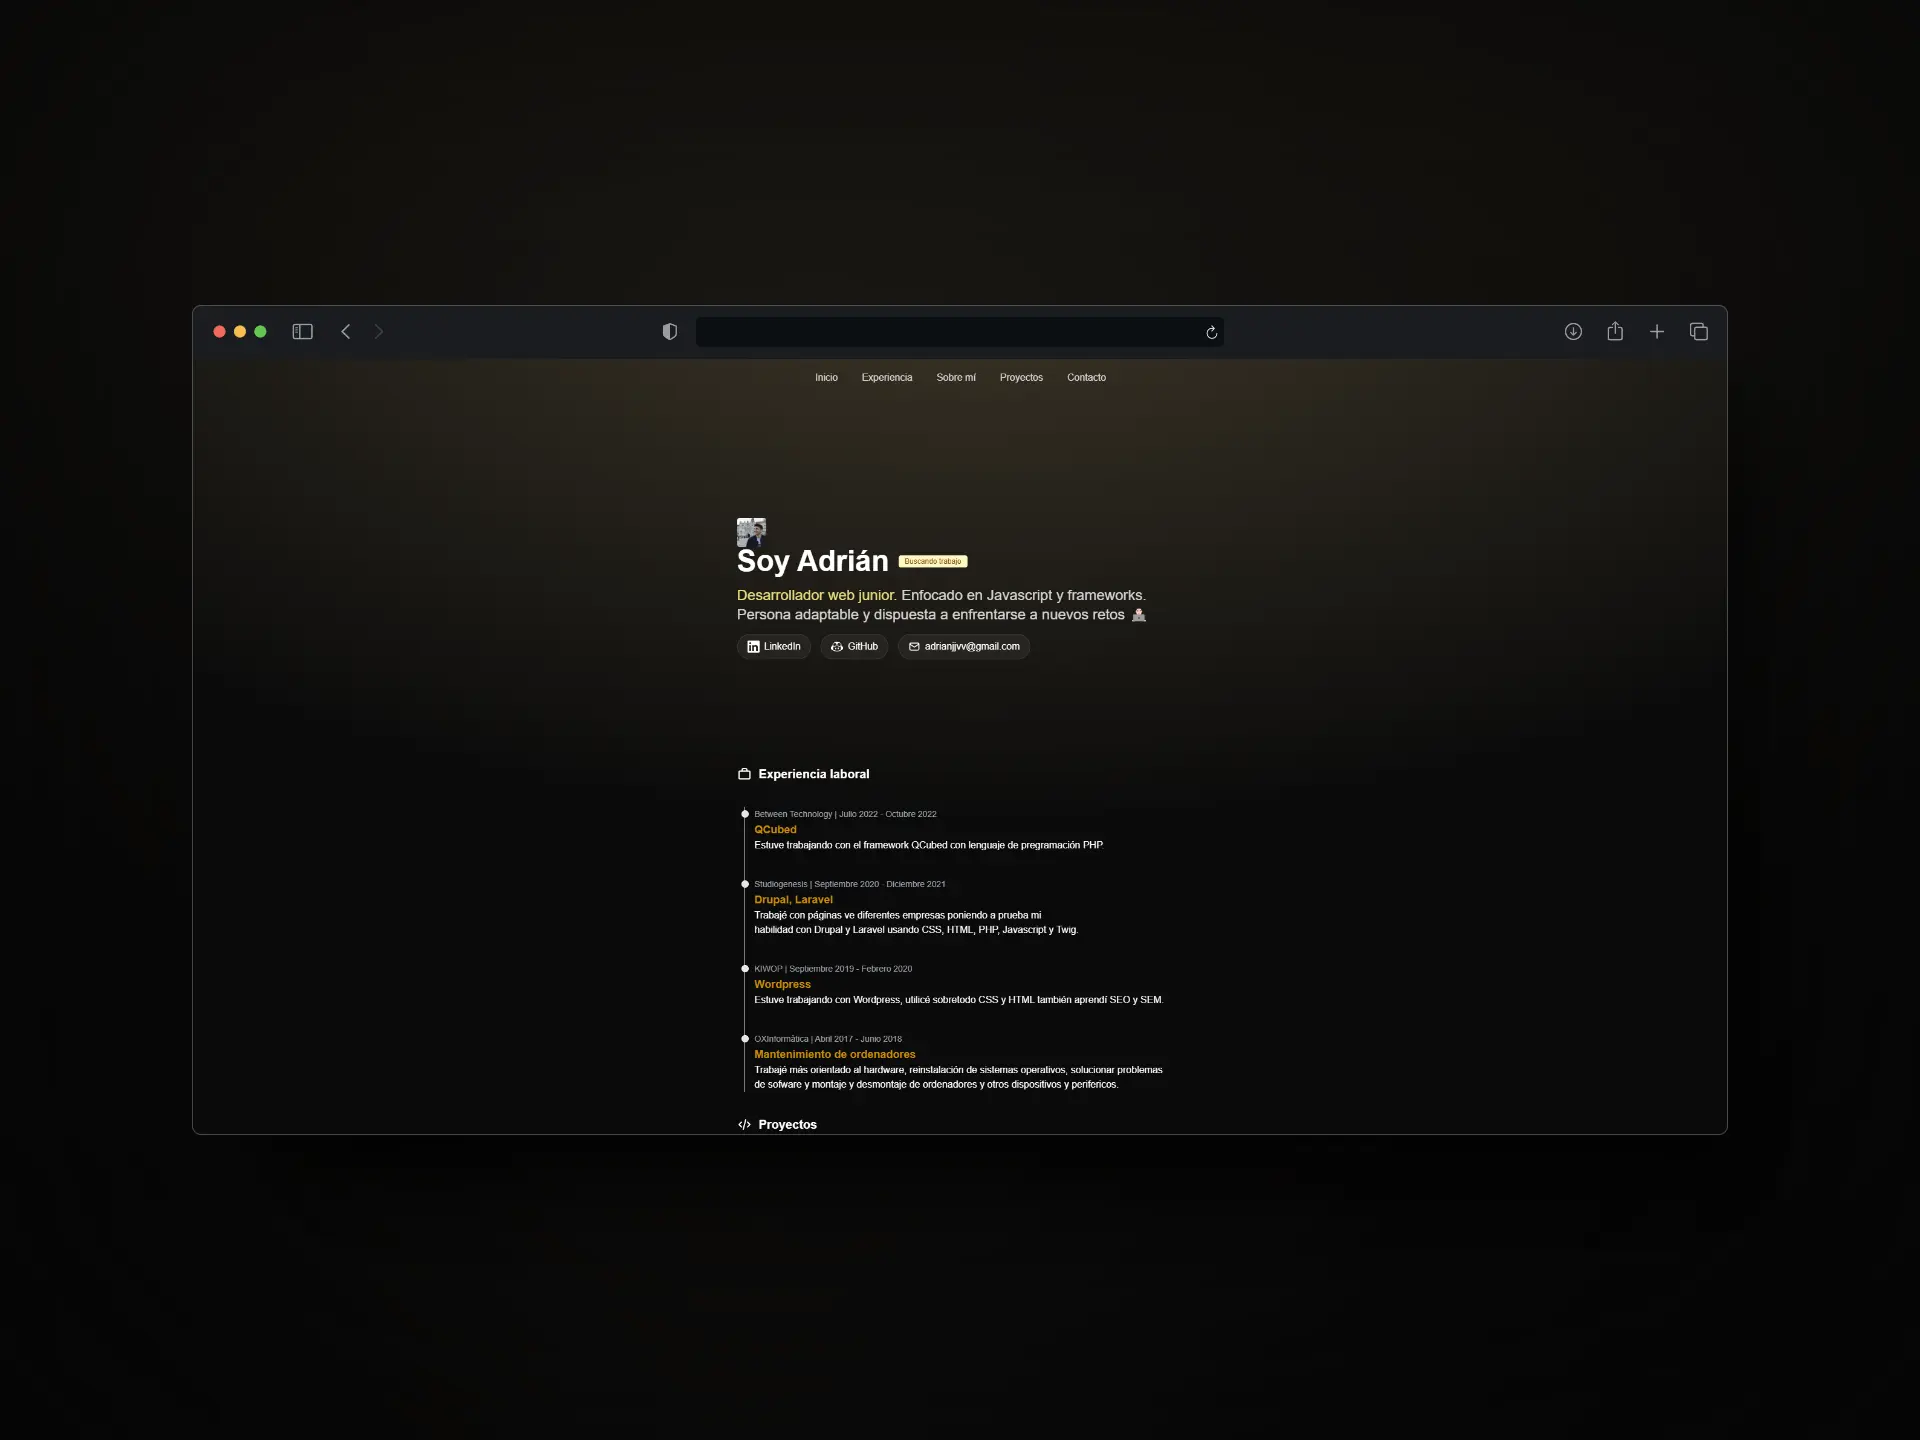 Inicio Experiencia Sobre mí Proyectos Contacto
Soy Adrián Buscando trabajo
Desarrollador web junior. Enfocado en Javascript y frameworks.
Persona adaptable y dispuesta a enfrentarse a nuevos retos
LinkedIn GitHub adrianjjvv@gmail.com
Experiencia laboral
Between Technology | Julio 2022 - Octubre 2022
QCubed
Estuve trabajando con el framework QCubed con lenguaje de pregramación PHP.
Studiogenesis | Septiembre 2020 - Diciembre 2021
Drupal, Laravel
Trabajé con páginas ve diferentes empresas poniendo a prueba mi
habilidad con Drupal y Laravel usando CSS, HTML, PHP, Javascript y Twig.
KIWOP | Septiembre 2019 - Febrero 2020
Wordpress
Estuve trabajando con Wordpress, utilicé sobretodo CSS y HTML también aprendí SEO y SEM.
OXInformática | Abril 2017 - Junio 2018
Mantenimiento de ordenadores
Trabajé más orientado al hardware, reinstalación de sistemas operativos, solucionar problemas
de sofware y montaje y desmontaje de ordenadores y otros dispositivos y perifericos.
Proyectos